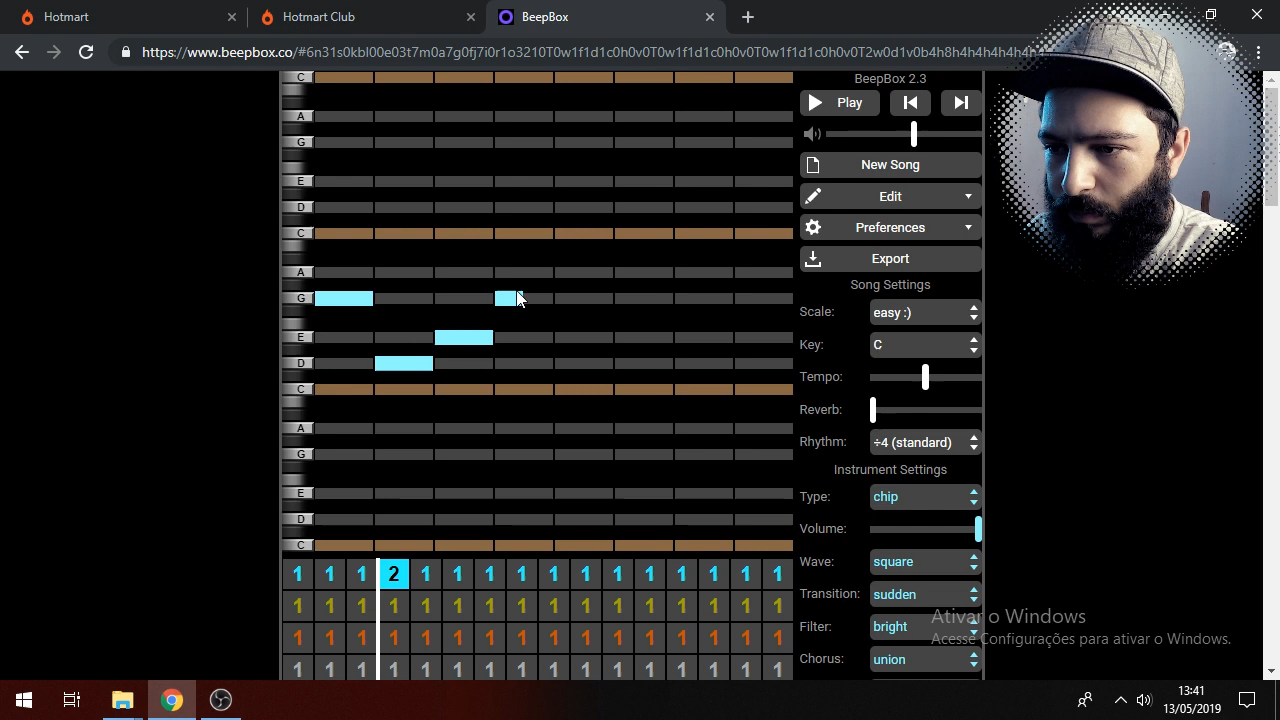 Hotmart
Hotmart Club
BeepBox
https://www.beepbox.co/#6n31s0kbl00e03t7m0a7g0fj7i0r1o3210T0w1f1d1c0h0v0T0w1f1d1c0h0v0T0w1f1d1c0h0v0T2w0d1v0b4h8h4h4h4h4h4h
C
A
G
E
D
C
A
G
E
D
C
A
G
E
D
C
BeepBox 2.3
Play
New Song
Edit
Preferences
Export
Song Settings
Scale: easy :)
Key: C
Tempo:
Reverb:
Rhythm: ÷4 (standard)
Instrument Settings
Type: chip
Volume:
Wave: square
Transition: sudden
Filter: bright
Chorus: union
1 1 1 2 1 1 1 1 1 1 1 1 1 1 1 1
1 1 1 1 1 1 1 1 1 1 1 1 1 1 1 1
1 1 1 1 1 1 1 1 1 1 1 1 1 1 1 1
1 1 1 1 1 1 1 1 1 1 1 1 1 1 1 1
Ativar o Windows
Acesse Configurações para ativar o Windows.
13:41
13/05/2019